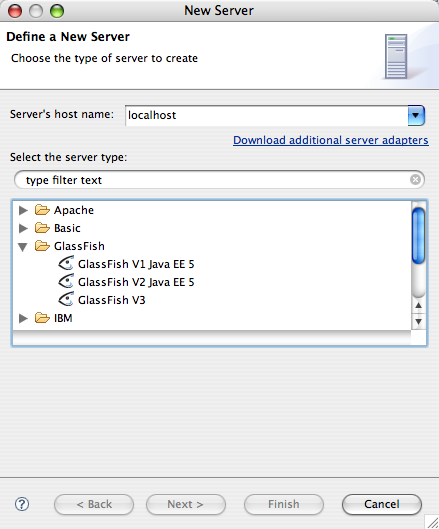 New Server
Define a New Server
Choose the type of server to create
Server's host name: localhost
Download additional server adapters
Select the server type:
type filter text
Apache
Basic
GlassFish
GlassFish V1 Java EE 5
GlassFish V2 Java EE 5
GlassFish V3
IBM
? < Back Next > Finish Cancel